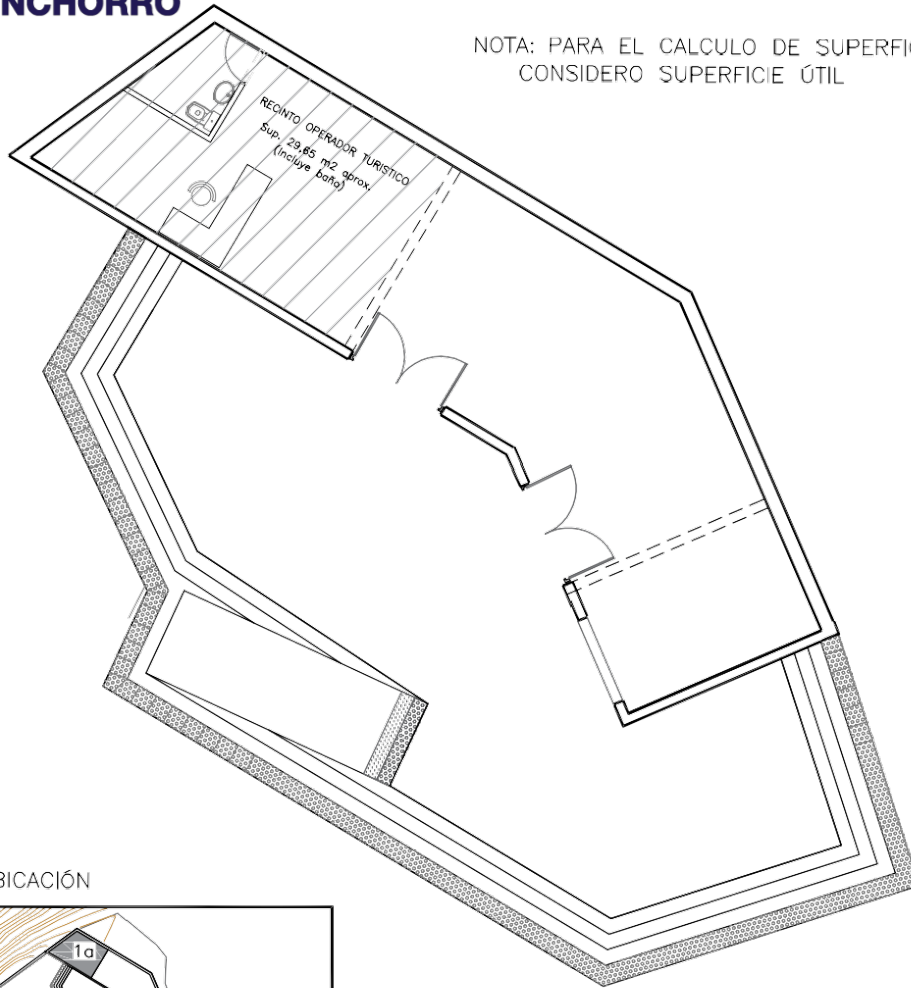 NCHORRO
NOTA: PARA EL CALCULO DE SUPERFIC
CONSIDERO SUPERFICIE ÚTIL
RECINTO OPERADOR TURISTICO
Sup. 29,65 m2 aprox.
(Incluye baño)
BICACIÓN
1a